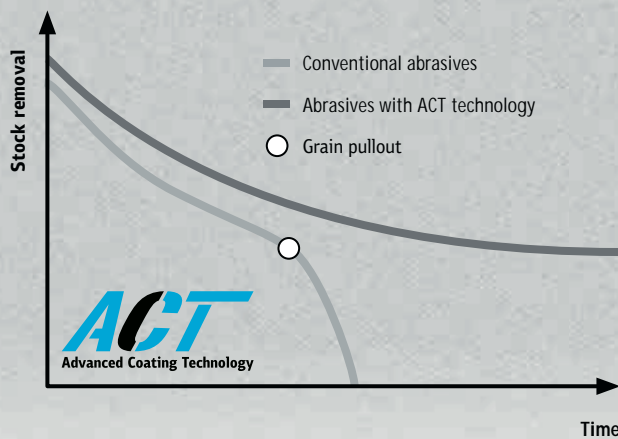 Stock removal
Conventional abrasives
Abrasives with ACT technology
Grain pullout
ACT
Advanced Coating Technology
Time